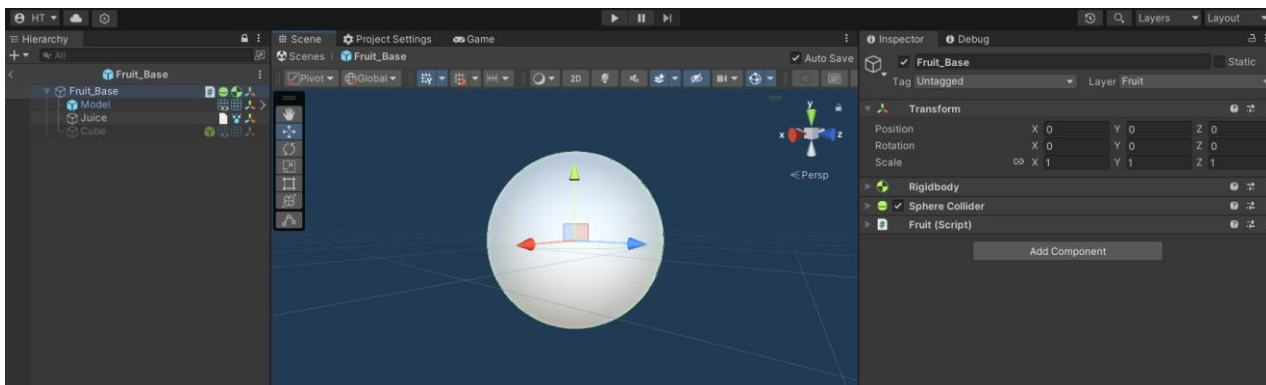 HT Layers Layout
Hierarchy Scene Project Settings Game Inspector Debug
All Scenes Fruit_Base Auto Save Fruit_Base Static
Fruit_Base Pivot Global 2D Tag Untagged Layer Fruit
Fruit_Base
Model y Transform
Juice x z Position X 0 Y 0 Z 0
Cube Rotation X 0 Y 0 Z 0
Persp Scale X 1 Y 1 Z 1
Rigidbody
Sphere Collider
Fruit (Script)
Add Component